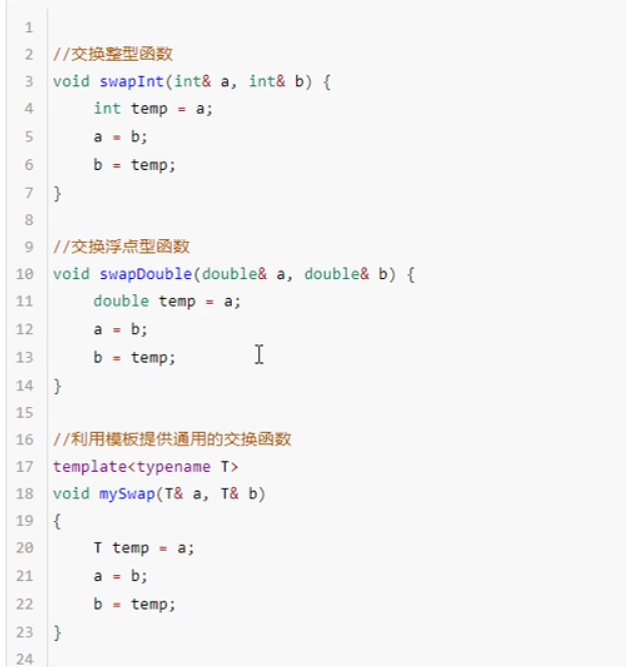 1
2 //交换整型函数
3 void swapInt(int& a, int& b) {
4     int temp = a;
5     a = b;
6     b = temp;
7 }
8
9 //交换浮点型函数
10 void swapDouble(double& a, double& b) {
11     double temp = a;
12     a = b;
13     b = temp;
14 }
15
16 //利用模板提供通用的交换函数
17 template<typename T>
18 void mySwap(T& a, T& b)
19 {
20     T temp = a;
21     a = b;
22     b = temp;
23 }
24